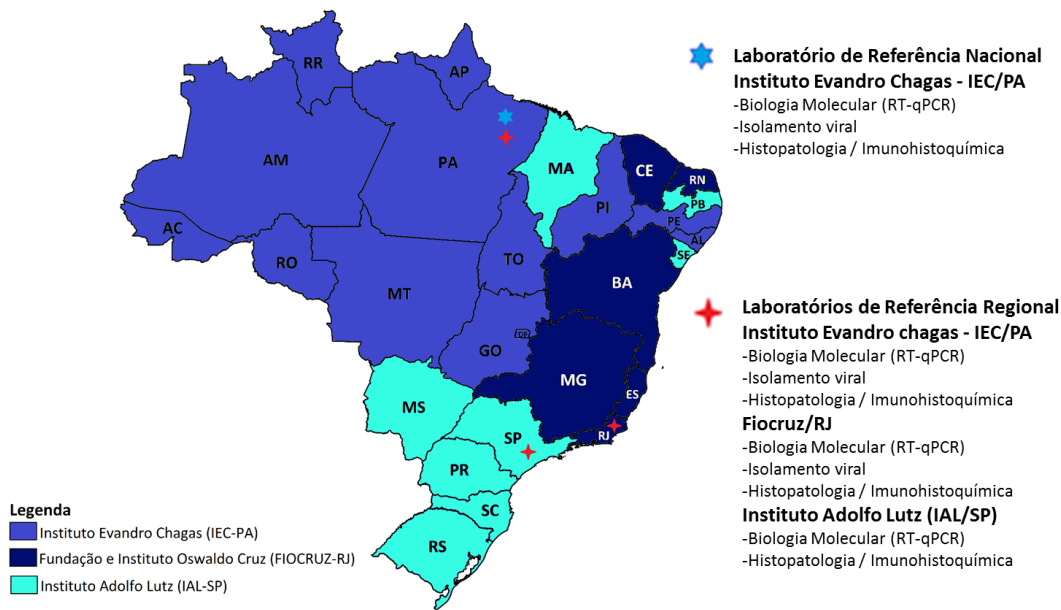 RR
AP
AM
PA
MA
CE
RN
PB
PI
PE
AL
SE
AC
RO
TO
BA
MT
GO
DF
MG
ES
MS
SP
RJ
PR
SC
RS
Laboratório de Referência Nacional
Instituto Evandro Chagas - IEC/PA
-Biologia Molecular (RT-qPCR)
-Isolamento viral
-Histopatologia / Imunohistoquímica
Laboratórios de Referência Regional
Instituto Evandro chagas - IEC/PA
-Biologia Molecular (RT-qPCR)
-Isolamento viral
-Histopatologia / Imunohistoquímica
Fiocruz/RJ
-Biologia Molecular (RT-qPCR)
-Isolamento viral
-Histopatologia / Imunohistoquímica
Instituto Adolfo Lutz (IAL/SP)
-Biologia Molecular (RT-qPCR)
-Histopatologia / Imunohistoquímica
Legenda
Instituto Evandro Chagas (IEC-PA)
Fundação e Instituto Oswaldo Cruz (FIOCRUZ-RJ)
Instituto Adolfo Lutz (IAL-SP)